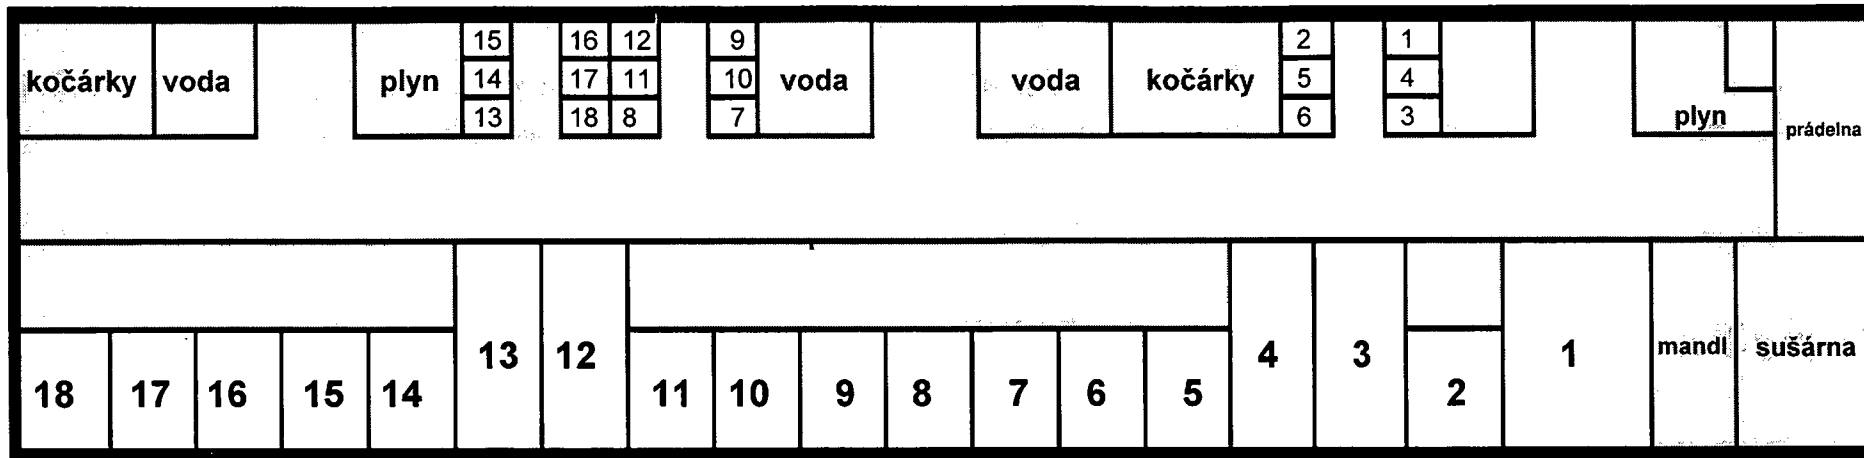 15 16 12 9 2 1
kočárky voda plyn 14 17 11 10 voda voda kočárky 5 4
13 18 8 7 6 3 plyn
prádelna
13 12 4 3 1 mandl sušárna
18 17 16 15 14 11 10 9 8 7 6 5 2